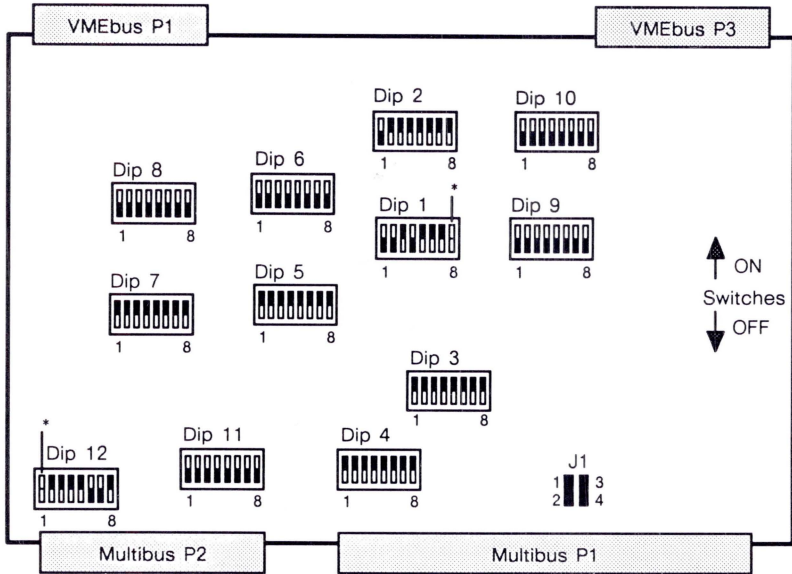 VMEbus P1
VMEbus P3
Dip 2
1 8
Dip 10
1 8
Dip 8
1 8
Dip 6
1 8
Dip 1
*
1 8
Dip 9
1 8
ON
Switches
OFF
Dip 7
1 8
Dip 5
1 8
Dip 3
1 8
*
Dip 12
1 8
Dip 11
1 8
Dip 4
1 8
J1
1 3
2 4
Multibus P2
Multibus P1